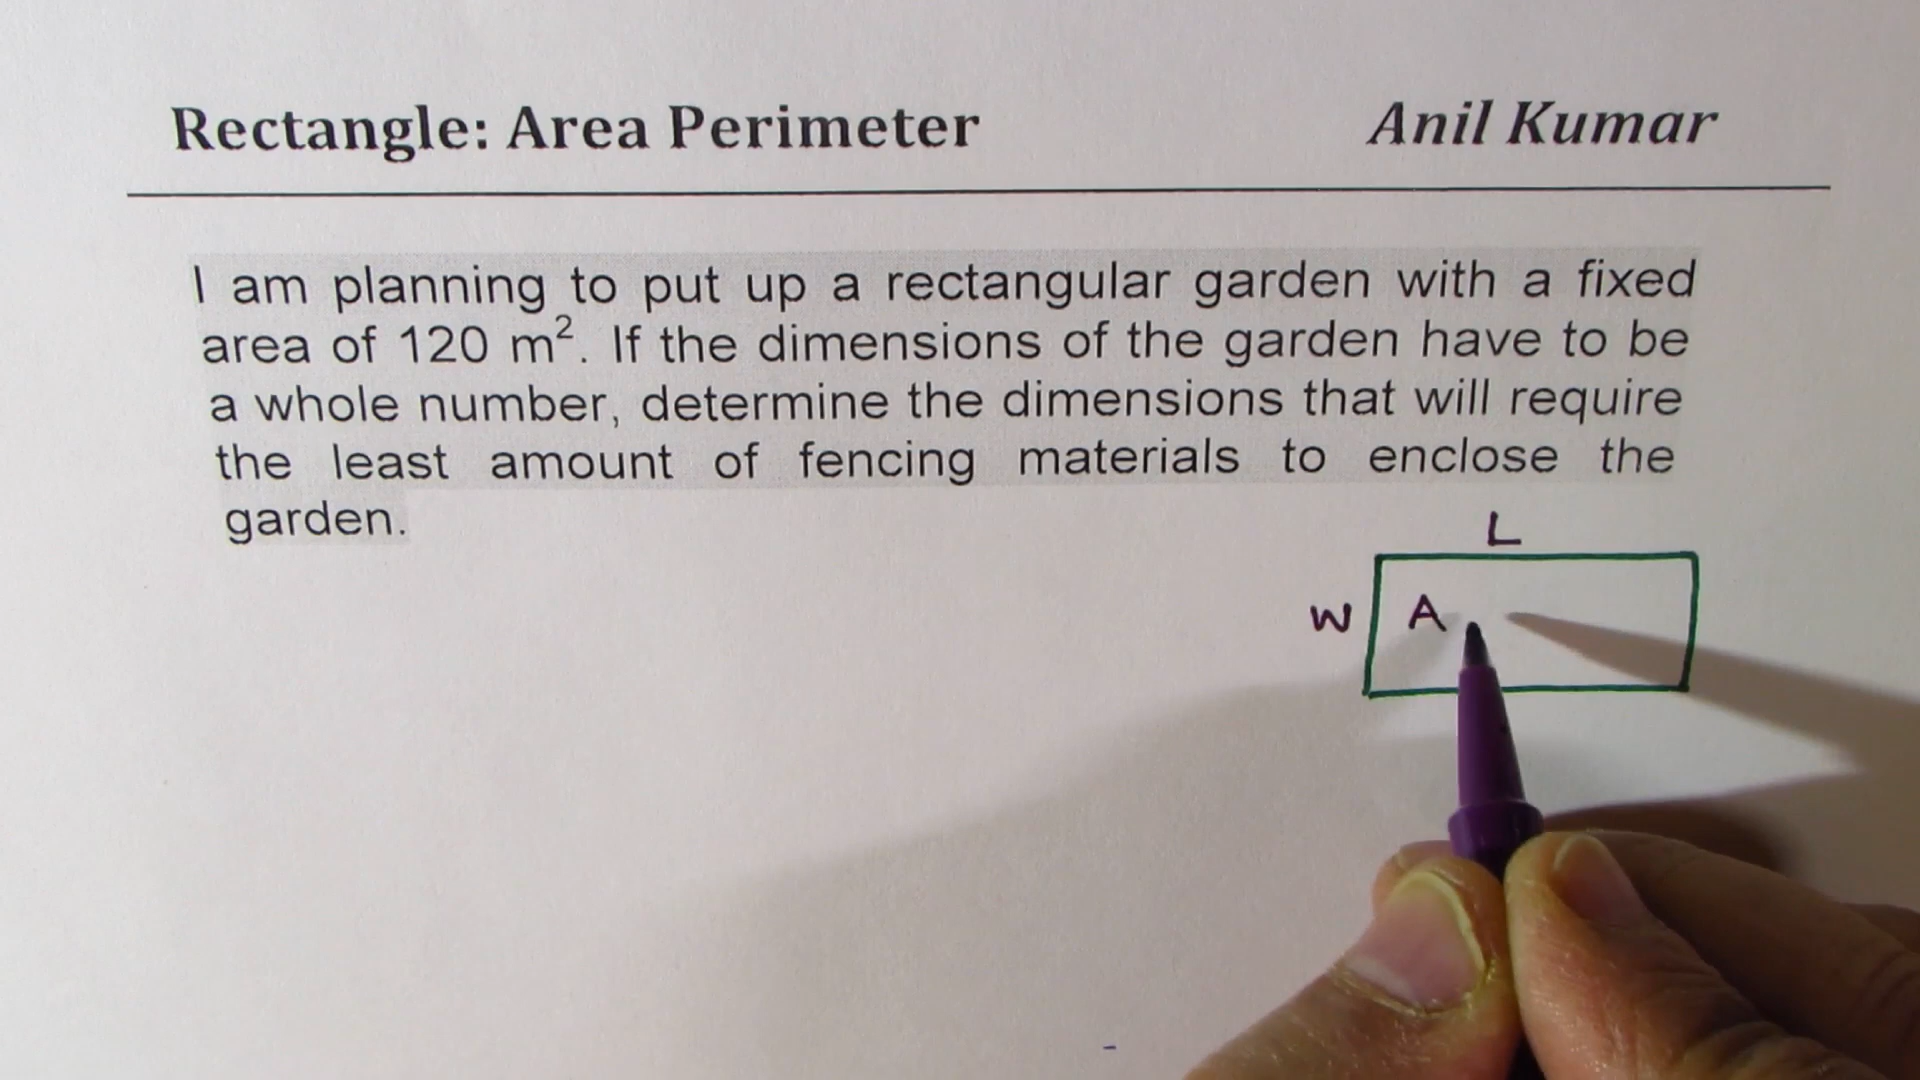 Rectangle: Area Perimeter Anil Kumar
I am planning to put up a rectangular garden with a fixed
area of 120 m². If the dimensions of the garden have to be
a whole number, determine the dimensions that will require
the least amount of fencing materials to enclose the
garden.
L
W A